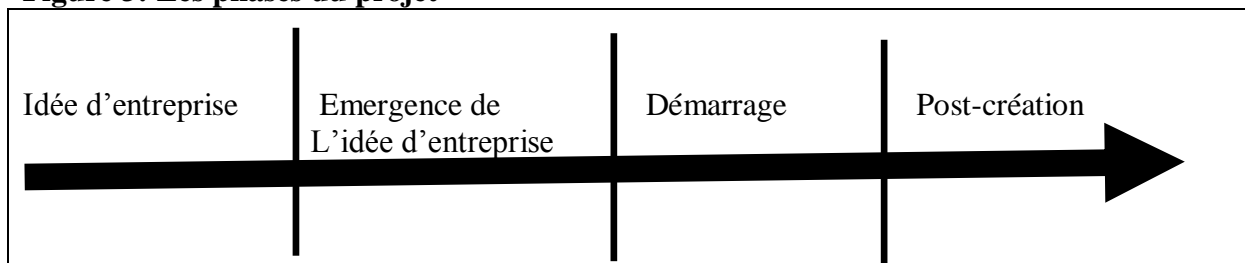 Figure 3: Les phases du projet
Idée d’entreprise
Emergence de
L’idée d’entreprise
Démarrage
Post-création